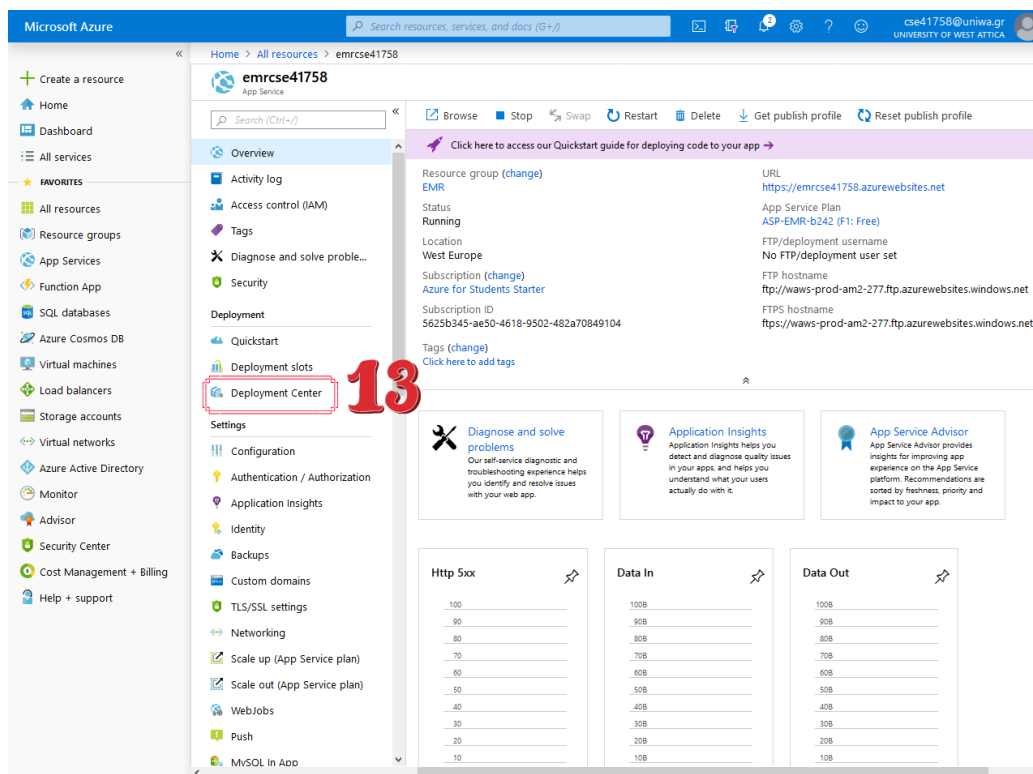 Microsoft Azure
Search resources, services, and docs (G+/)
2
cse41758@uniwa.gr
UNIVERSITY OF WEST ATTICA
«
Create a resource
Home
Dashboard
All services
FAVORITES
All resources
Resource groups
App Services
Function App
SQL databases
Azure Cosmos DB
Virtual machines
Load balancers
Storage accounts
Virtual networks
Azure Active Directory
Monitor
Advisor
Security Center
Cost Management + Billing
Help + support
Home > All resources > emrcse41758
emrcse41758
App Service
Search (Ctrl+/)
«
Overview
Activity log
Access control (IAM)
Tags
Diagnose and solve proble...
Security
Deployment
Quickstart
Deployment slots
Deployment Center
13
Settings
Configuration
Authentication / Authorization
Application Insights
Identity
Backups
Custom domains
TLS/SSL settings
Networking
Scale up (App Service plan)
Scale out (App Service plan)
WebJobs
Push
MySQL In App
Browse Stop Swap Restart Delete Get publish profile Reset publish profile
Click here to access our Quickstart guide for deploying code to your app →
Resource group (change)
EMR
Status
Running
Location
West Europe
Subscription (change)
Azure for Students Starter
Subscription ID
5625b345-ae50-4618-9502-482a70849104
Tags (change)
Click here to add tags
URL
https://emrcse41758.azurewebsites.net
App Service Plan
ASP-EMR-b242 (F1: Free)
FTP/deployment username
No FTP/deployment user set
FTP hostname
ftp://waws-prod-am2-277.ftp.azurewebsites.windows.net
FTPS hostname
ftps://waws-prod-am2-277.ftp.azurewebsites.windows.net
Diagnose and solve
problems
Our self-service diagnostic and
troubleshooting experience helps
you identify and resolve issues
with your web app.
Application Insights
Application Insights helps you
detect and diagnose quality issues
in your apps, and helps you
understand what your users
actually do with it.
App Service Advisor
App Service Advisor provides
insights for improving app
experience on the App Service
platform. Recommendations are
sorted by freshness, priority and
impact to your app.
Http 5xx
100
90
80
70
60
50
40
30
20
10
Data In
100B
90B
80B
70B
60B
50B
40B
30B
20B
10B
Data Out
100B
90B
80B
70B
60B
50B
40B
30B
20B
10B